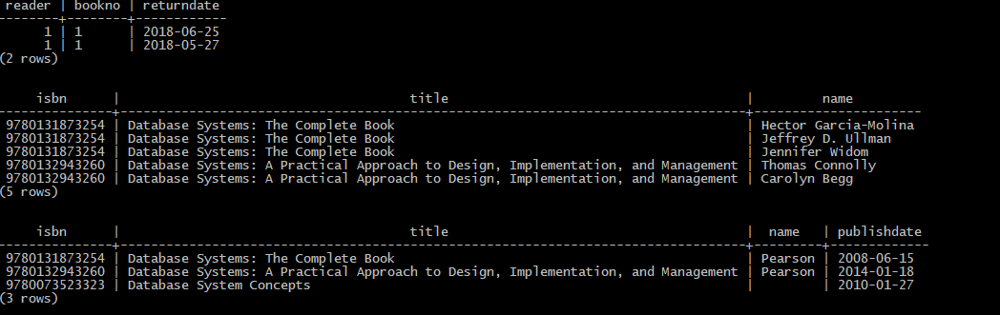 reader | bookno | returndate
--------+--------+------------
      1 | 1      | 2018-06-25
      1 | 1      | 2018-05-27
(2 rows)
     isbn      |                                     title                                     |         name
---------------+-------------------------------------------------------------------------------+----------------------
 9780131873254 | Database Systems: The Complete Book                                           | Hector Garcia-Molina
 9780131873254 | Database Systems: The Complete Book                                           | Jeffrey D. Ullman
 9780131873254 | Database Systems: The Complete Book                                           | Jennifer Widom
 9780132943260 | Database Systems: A Practical Approach to Design, Implementation, and Management | Thomas Connolly
 9780132943260 | Database Systems: A Practical Approach to Design, Implementation, and Management | Carolyn Begg
(5 rows)
     isbn      |                                     title                                     |  name   | publishdate
---------------+-------------------------------------------------------------------------------+---------+-------------
 9780131873254 | Database Systems: The Complete Book                                           | Pearson | 2008-06-15
 9780132943260 | Database Systems: A Practical Approach to Design, Implementation, and Management | Pearson | 2014-01-18
 9780073523323 | Database System Concepts                                                      |         | 2010-01-27
(3 rows)